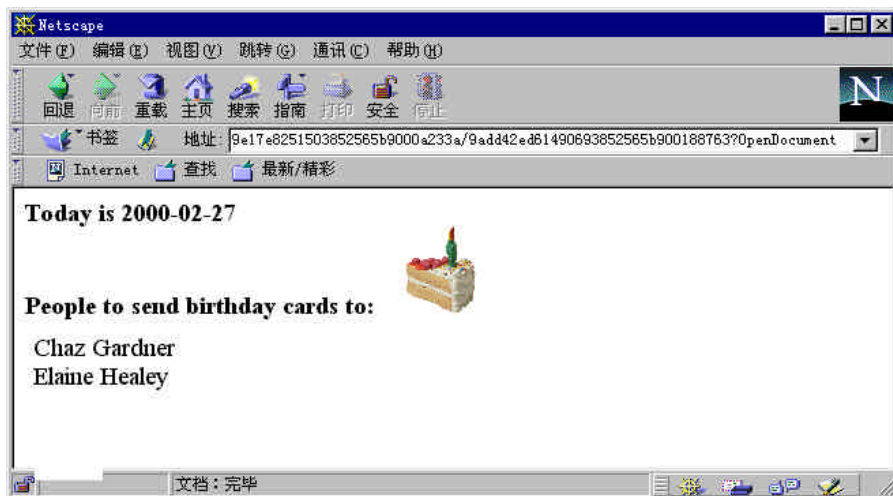 Netscape
文件(F) 编辑(E) 视图(V) 跳转(G) 通讯(C) 帮助(H)
回退 向前 重载 主页 搜索 指南 打印 安全 停止
N
书签 地址: 9e17e8251503852565b9000a233a/9add42ed61490693852565b900188763?OpenDocument
Internet 查找 最新/精彩
Today is 2000-02-27
People to send birthday cards to:
Chaz Gardner
Elaine Healey
文档：完毕